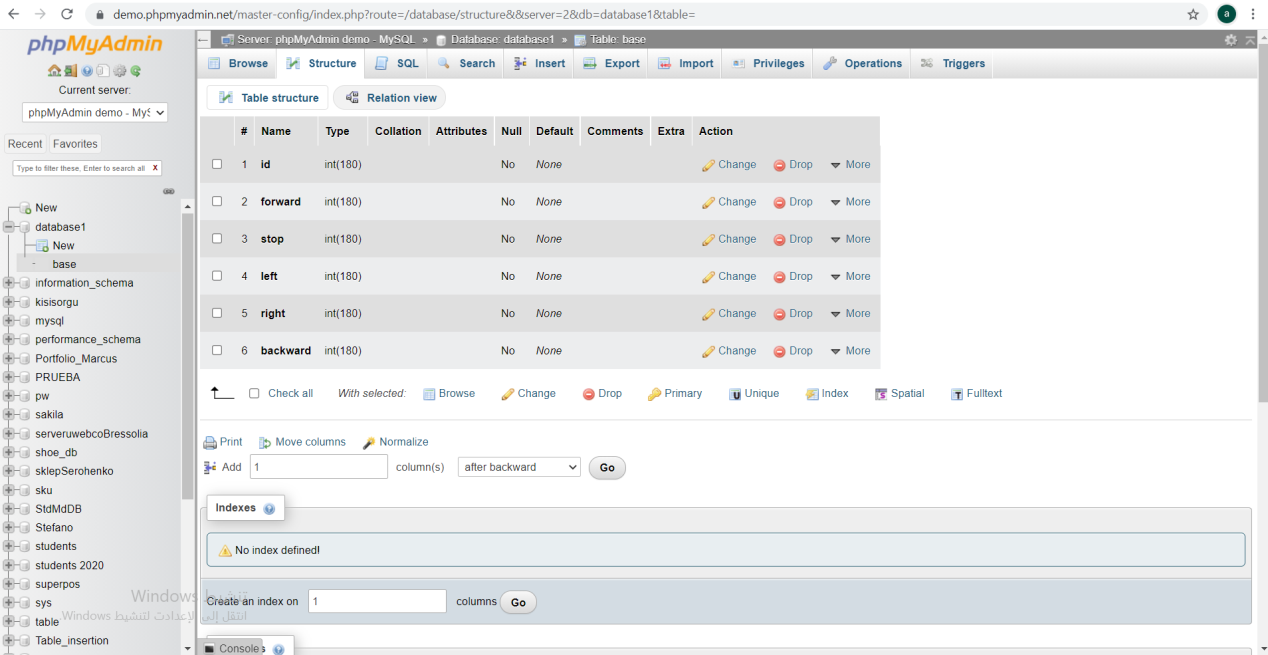 demo.phpmyadmin.net/master-config/index.php?route=/database/structure&&server=2&db=database1&table=
a
phpMyAdmin
Current server:
phpMyAdmin demo - MyS
Recent Favorites
Type to filter these, Enter to search all X
New
database1
New
base
information_schema
kisisorgu
mysql
performance_schema
Portfolio_Marcus
PRUEBA
pw
sakila
serveruwebcoBressolia
shoe_db
sklepSerohenko
sku
StdMdDB
Stefano
students
students 2020
superpos
sys
table
Table_insertion
Server: phpMyAdmin demo - MySQL » Database: database1 » Table: base
Browse Structure SQL Search Insert Export Import Privileges Operations Triggers
Table structure Relation view
# Name Type Collation Attributes Null Default Comments Extra Action
1 id int(180) No None Change Drop More
2 forward int(180) No None Change Drop More
3 stop int(180) No None Change Drop More
4 left int(180) No None Change Drop More
5 right int(180) No None Change Drop More
6 backward int(180) No None Change Drop More
Check all With selected: Browse Change Drop Primary Unique Index Spatial Fulltext
Print Move columns Normalize
Add 1 column(s) after backward Go
Indexes
No index defined!
Create an index on 1 columns Go
Console
تنشيط Windows
انتقل إلى الإعدادات لتنشيط Windows